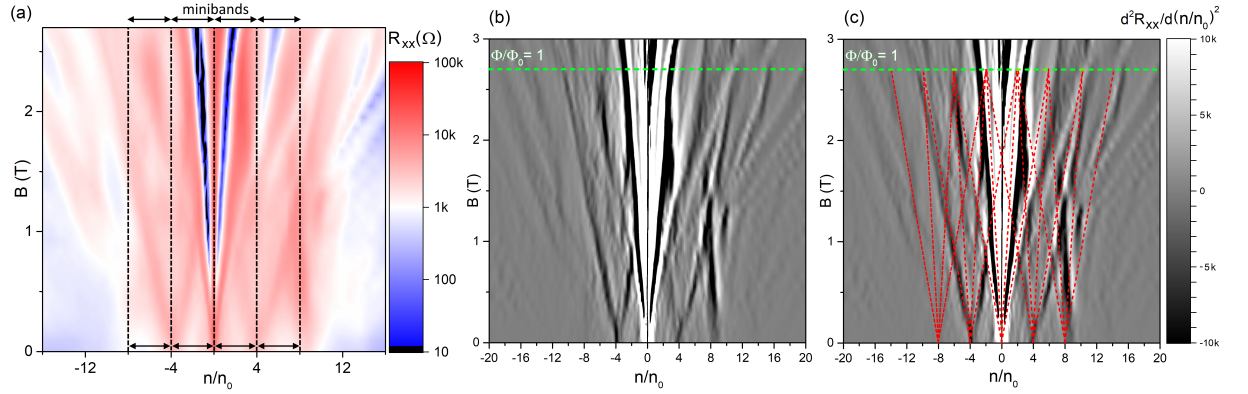 (a)
minibands
Rxx(Ω)
100k
10k
1k
100
10
B (T)
2
1
0
-12
-4
4
12
n/n0
(b)
Φ/Φ0= 1
B (T)
3
2
1
0
-20
-16
-12
-8
-4
0
4
8
12
16
20
n/n0
(c)
d²Rxx/d(n/n0)²
Φ/Φ0= 1
B (T)
3
2
1
0
-20
-16
-12
-8
-4
0
4
8
12
16
20
n/n0
10k
5k
0
-5k
-10k